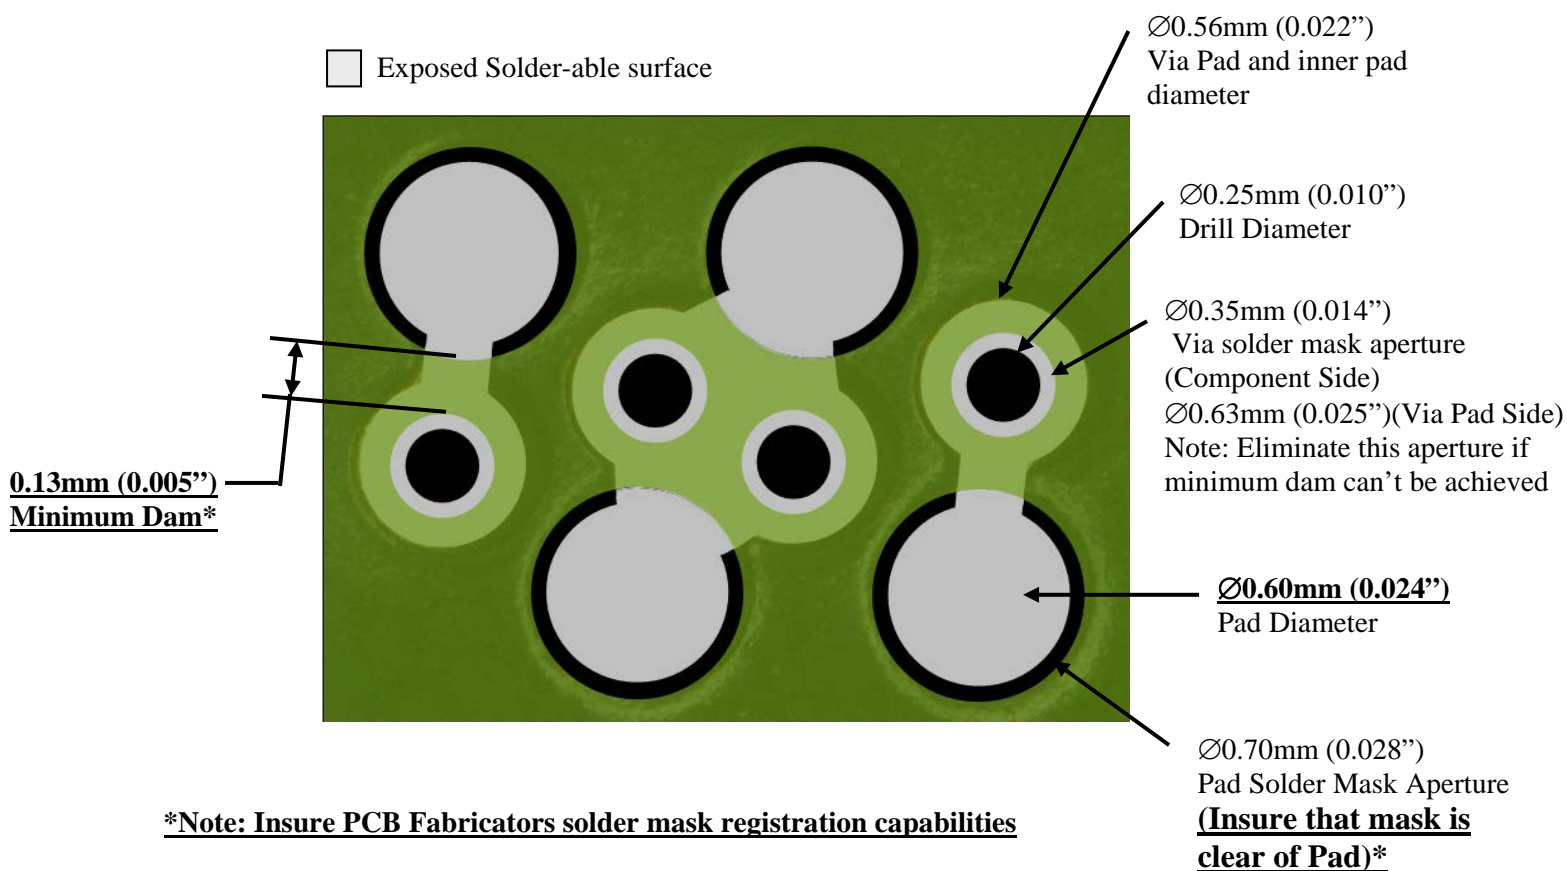 Exposed Solder-able surface
∅0.56mm (0.022”)
Via Pad and inner pad
diameter
∅0.25mm (0.010”)
Drill Diameter
∅0.35mm (0.014”)
Via solder mask aperture
(Component Side)
∅0.63mm (0.025”)(Via Pad Side)
Note: Eliminate this aperture if
minimum dam can’t be achieved
0.13mm (0.005”)
Minimum Dam*
∅0.60mm (0.024”)
Pad Diameter
∅0.70mm (0.028”)
Pad Solder Mask Aperture
(Insure that mask is
clear of Pad)*
*Note: Insure PCB Fabricators solder mask registration capabilities